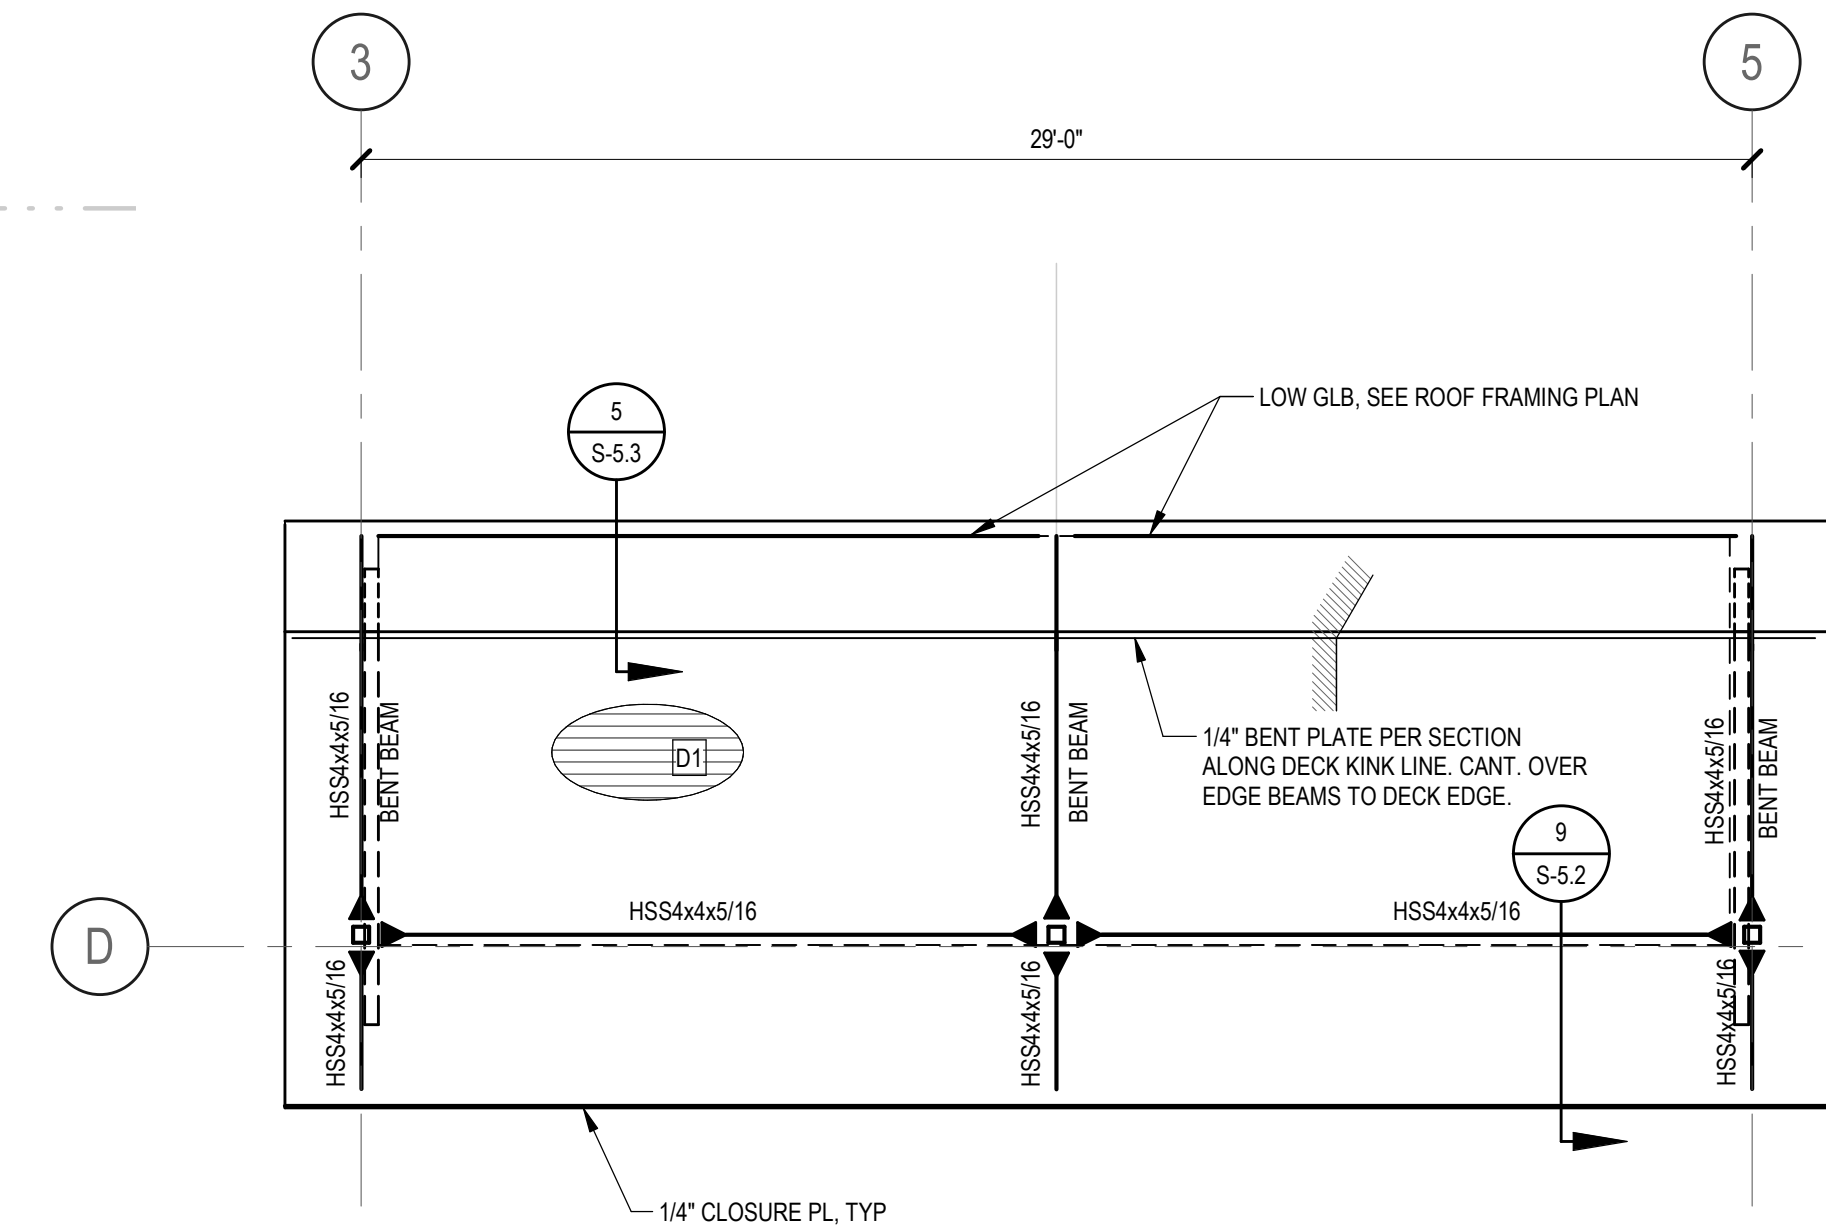 3
5
29'-0"
LOW GLB, SEE ROOF FRAMING PLAN
5
S-5.3
HSS4x4x5/16
BENT BEAM
D1
HSS4x4x5/16
BENT BEAM
1/4" BENT PLATE PER SECTION
ALONG DECK KINK LINE. CANT. OVER
EDGE BEAMS TO DECK EDGE.
HSS4x4x5/16
BENT BEAM
9
S-5.2
HSS4x4x5/16
HSS4x4x5/16
D
HSS4x4x5/16
HSS4x4x5/16
HSS4x4x5/16
1/4" CLOSURE PL, TYP